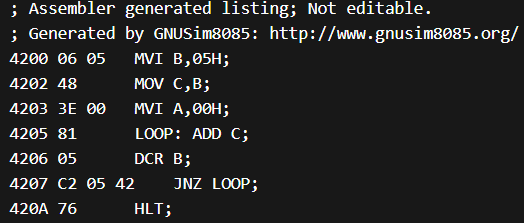 ; Assembler generated listing; Not editable.
; Generated by GNUSim8085: http://www.gnusim8085.org/
4200 06 05   MVI B,05H;
4202 48      MOV C,B;
4203 3E 00   MVI A,00H;
4205 81      LOOP: ADD C;
4206 05      DCR B;
4207 C2 05 42    JNZ LOOP;
420A 76      HLT;